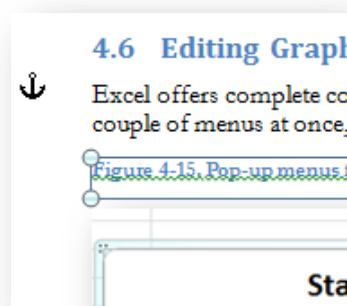 4.6 Editing Graph
Excel offers complete co
couple of menus at once,
Figure 4-15, Pop-up menus
Sta